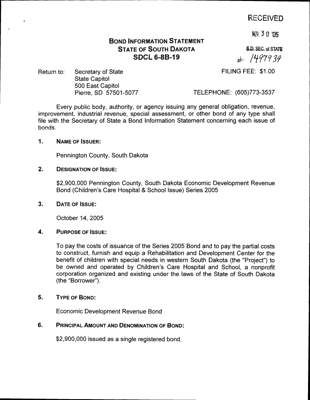 RECEIVED
NOV 30 '05
S.D. SEC. of STATE
BOND INFORMATION STATEMENT
STATE OF SOUTH DAKOTA
SDCL 6-8B-19
Return to: Secretary of State FILING FEE: $1.00
State Capitol
500 East Capitol
Pierre, SD 57501-5077 TELEPHONE: (605)773-3537
Every public body, authority, or agency issuing any general obligation, revenue,
improvement, industrial revenue, special assessment, or other bond of any type shall
file with the Secretary of State a Bond Information Statement concerning each issue of
bonds.
1. NAME OF ISSUER:
Pennington County, South Dakota
2. DESIGNATION OF ISSUE:
$2,900,000 Pennington County, South Dakota Economic Development Revenue
Bond (Children's Care Hospital & School Issue) Series 2005
3. DATE OF ISSUE:
October 14, 2005
4. PURPOSE OF ISSUE:
To pay the costs of issuance of the Series 2005 Bond and to pay the partial costs
to construct, furnish and equip a Rehabilitation and Development Center for the
benefit of children with special needs in western South Dakota (the "Project") to
be owned and operated by Children's Care Hospital and School, a nonprofit
corporation organized and existing under the laws of the State of South Dakota
(the "Borrower").
5. TYPE OF BOND:
Economic Development Revenue Bond
6. PRINCIPAL AMOUNT AND DENOMINATION OF BOND:
$2,900,000 issued as a single registered bond.